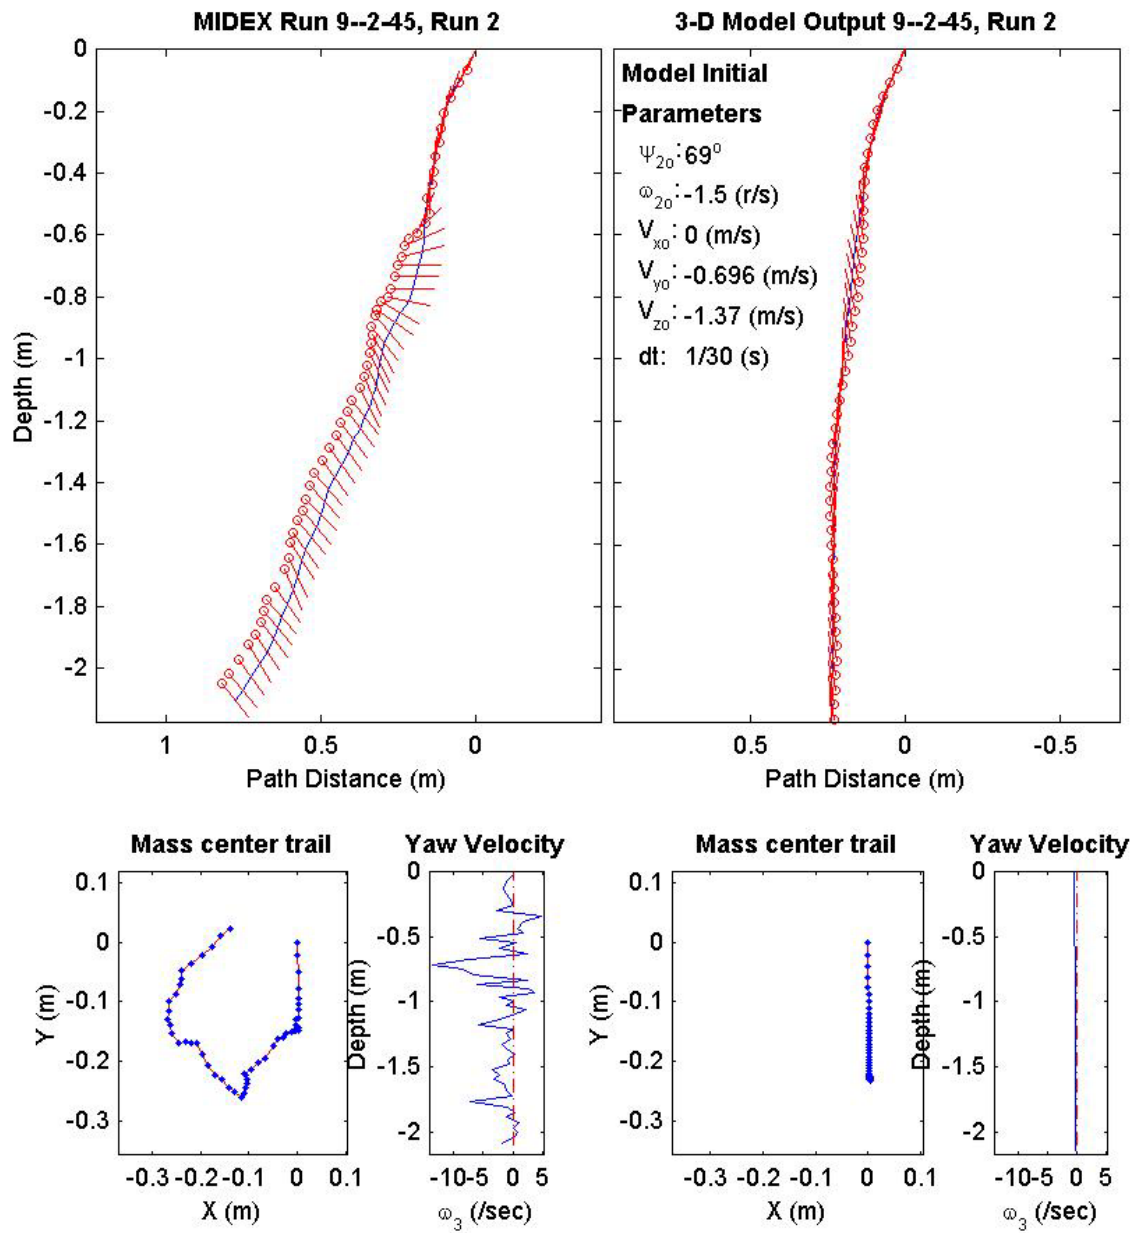 MIDEX Run 9--2-45, Run 2
0
-0.2
-0.4
-0.6
-0.8
-1
-1.2
-1.4
-1.6
-1.8
-2
Depth (m)
1 0.5 0
Path Distance (m)
3-D Model Output 9--2-45, Run 2
Model Initial
Parameters
Ψ2o: 69o
ω2o: -1.5 (r/s)
Vxo: 0 (m/s)
Vyo: -0.696 (m/s)
Vzo: -1.37 (m/s)
dt: 1/30 (s)
0.5 0 -0.5
Path Distance (m)
Mass center trail
0.1
0
-0.1
-0.2
-0.3
Y (m)
-0.3 -0.2 -0.1 0 0.1
X (m)
Yaw Velocity
0
-0.5
-1
-1.5
-2
Depth (m)
-10 -5 0 5
ω3 (/sec)
Mass center trail
0.1
0
-0.1
-0.2
-0.3
Y (m)
-0.3 -0.2 -0.1 0 0.1
X (m)
Yaw Velocity
0
-0.5
-1
-1.5
-2
Depth (m)
-10 -5 0 5
ω3 (/sec)